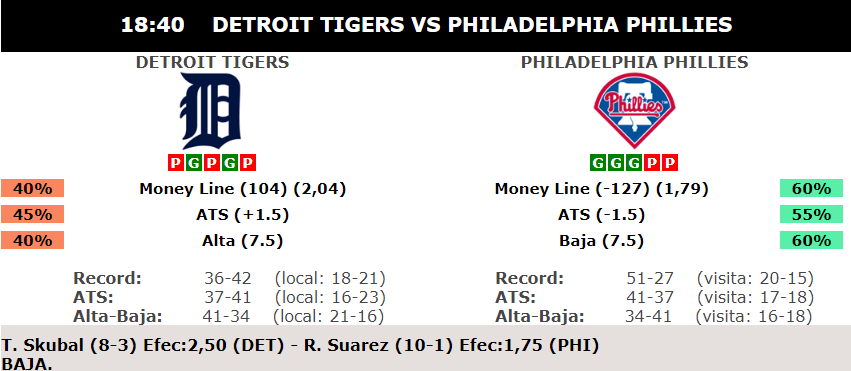 18:40 DETROIT TIGERS VS PHILADELPHIA PHILLIES
DETROIT TIGERS PHILADELPHIA PHILLIES
Phillies
P G P G P G G G P P
40% Money Line (104) (2,04) Money Line (-127) (1,79) 60%
45% ATS (+1.5) ATS (-1.5) 55%
40% Alta (7.5) Baja (7.5) 60%
Record: 36-42 (local: 18-21) Record: 51-27 (visita: 20-15)
ATS: 37-41 (local: 16-23) ATS: 41-37 (visita: 17-18)
Alta-Baja: 41-34 (local: 21-16) Alta-Baja: 34-41 (visita: 16-18)
T. Skubal (8-3) Efec:2,50 (DET) - R. Suarez (10-1) Efec:1,75 (PHI)
BAJA.